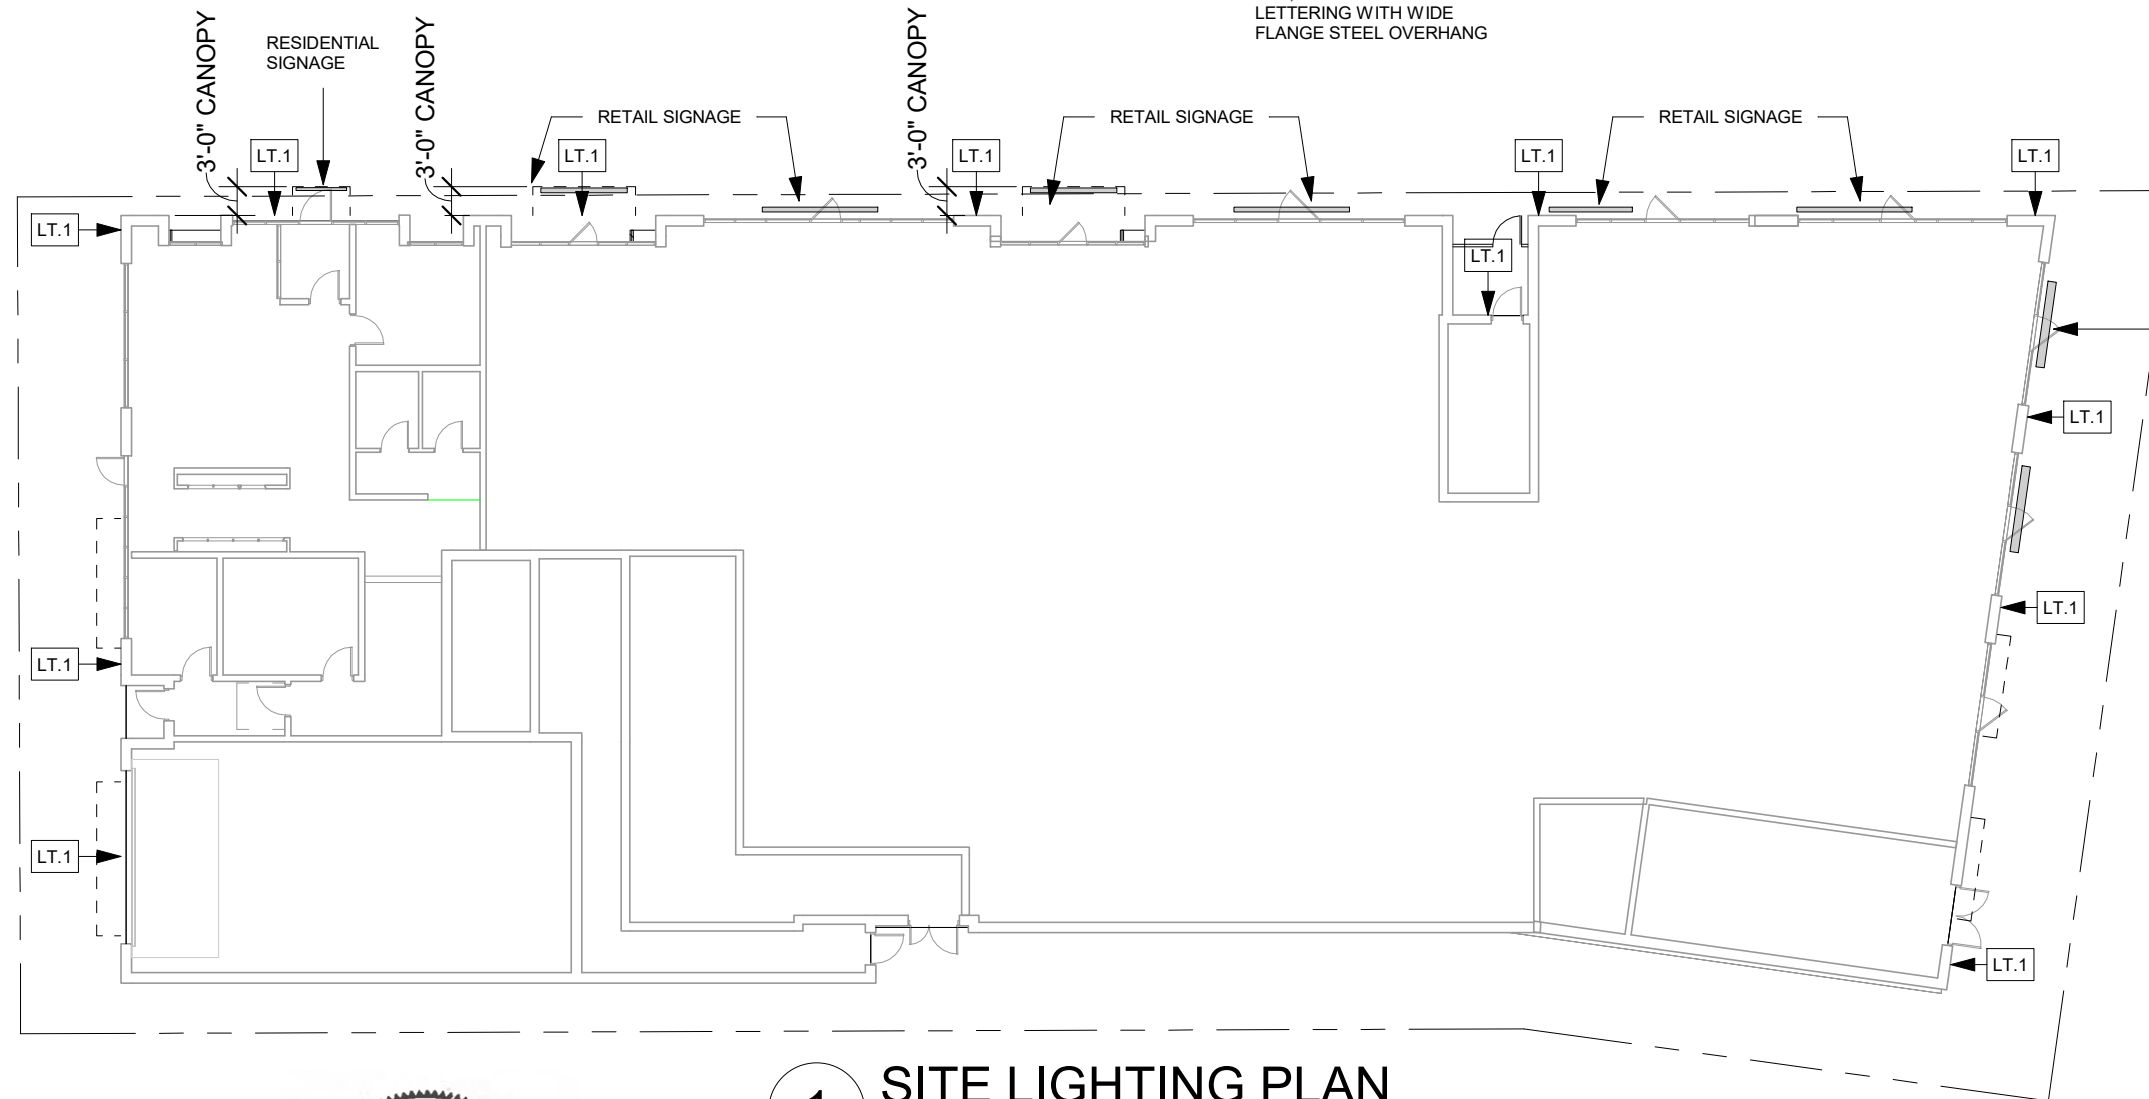 LETTERING WITH WIDE
FLANGE STEEL OVERHANG
3'-0" CANOPY
RESIDENTIAL
SIGNAGE
3'-0" CANOPY
3'-0" CANOPY
RETAIL SIGNAGE
RETAIL SIGNAGE
RETAIL SIGNAGE
LT.1
LT.1
LT.1
LT.1
LT.1
LT.1
LT.1
LT.1
LT.1
LT.1
LT.1
LT.1
1
SITE LIGHTING PLAN